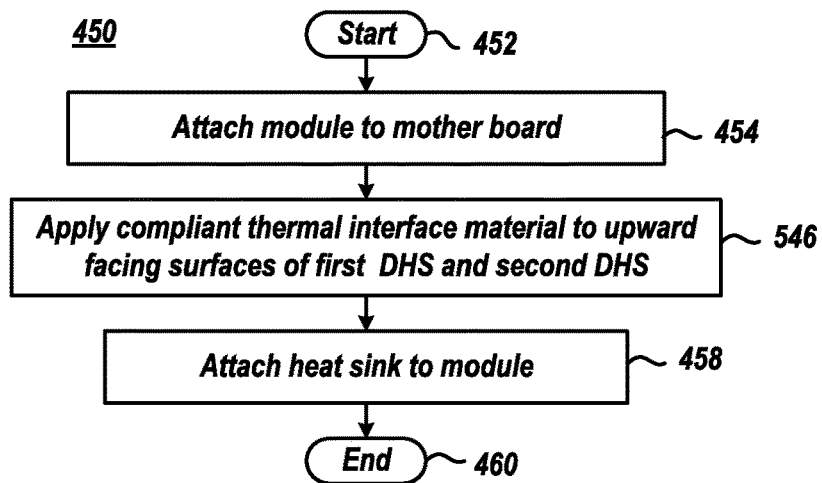 450
Start
452
Attach module to mother board
454
Apply compliant thermal interface material to upward
facing surfaces of first DHS and second DHS
546
Attach heat sink to module
458
End
460